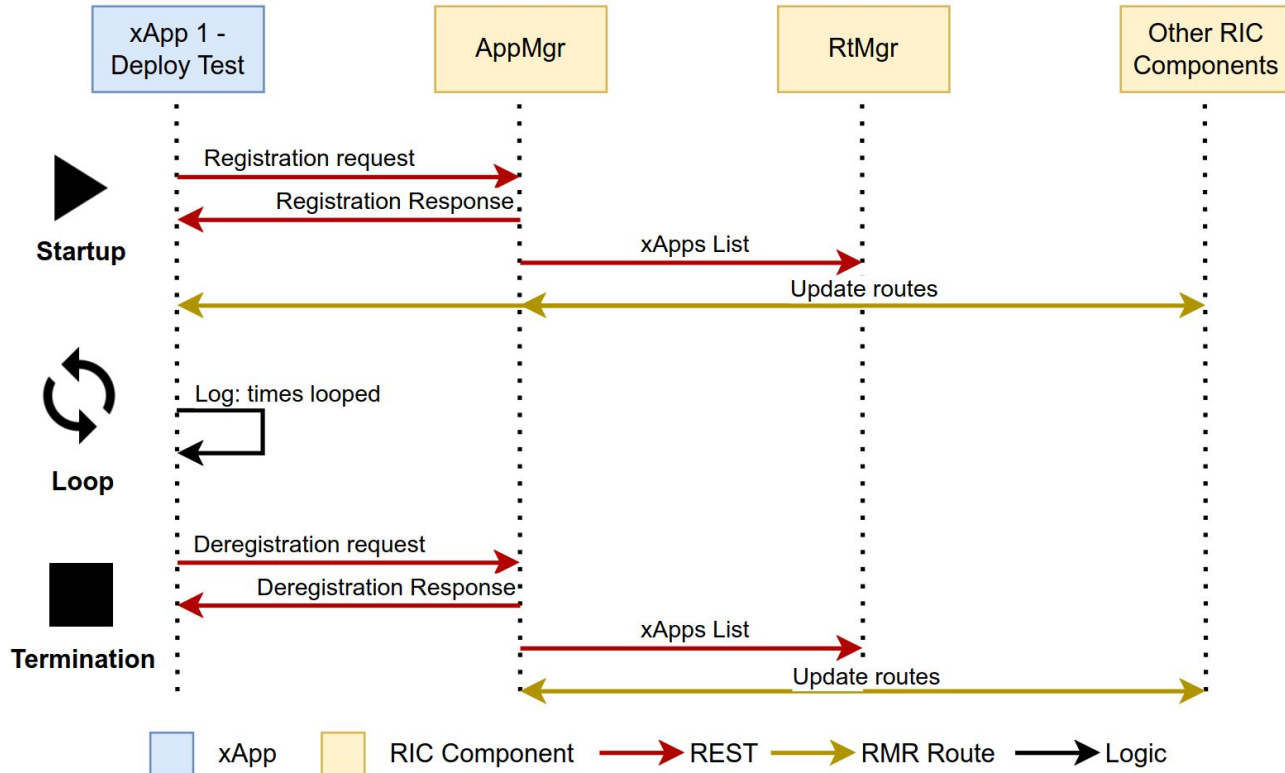 xApp 1 -
Deploy Test
AppMgr
RtMgr
Other RIC
Components
Registration request
Registration Response
Startup
xApps List
Update routes
Log: times looped
Loop
Deregistration request
Deregistration Response
xApps List
Termination
Update routes
xApp
RIC Component
REST
RMR Route
Logic